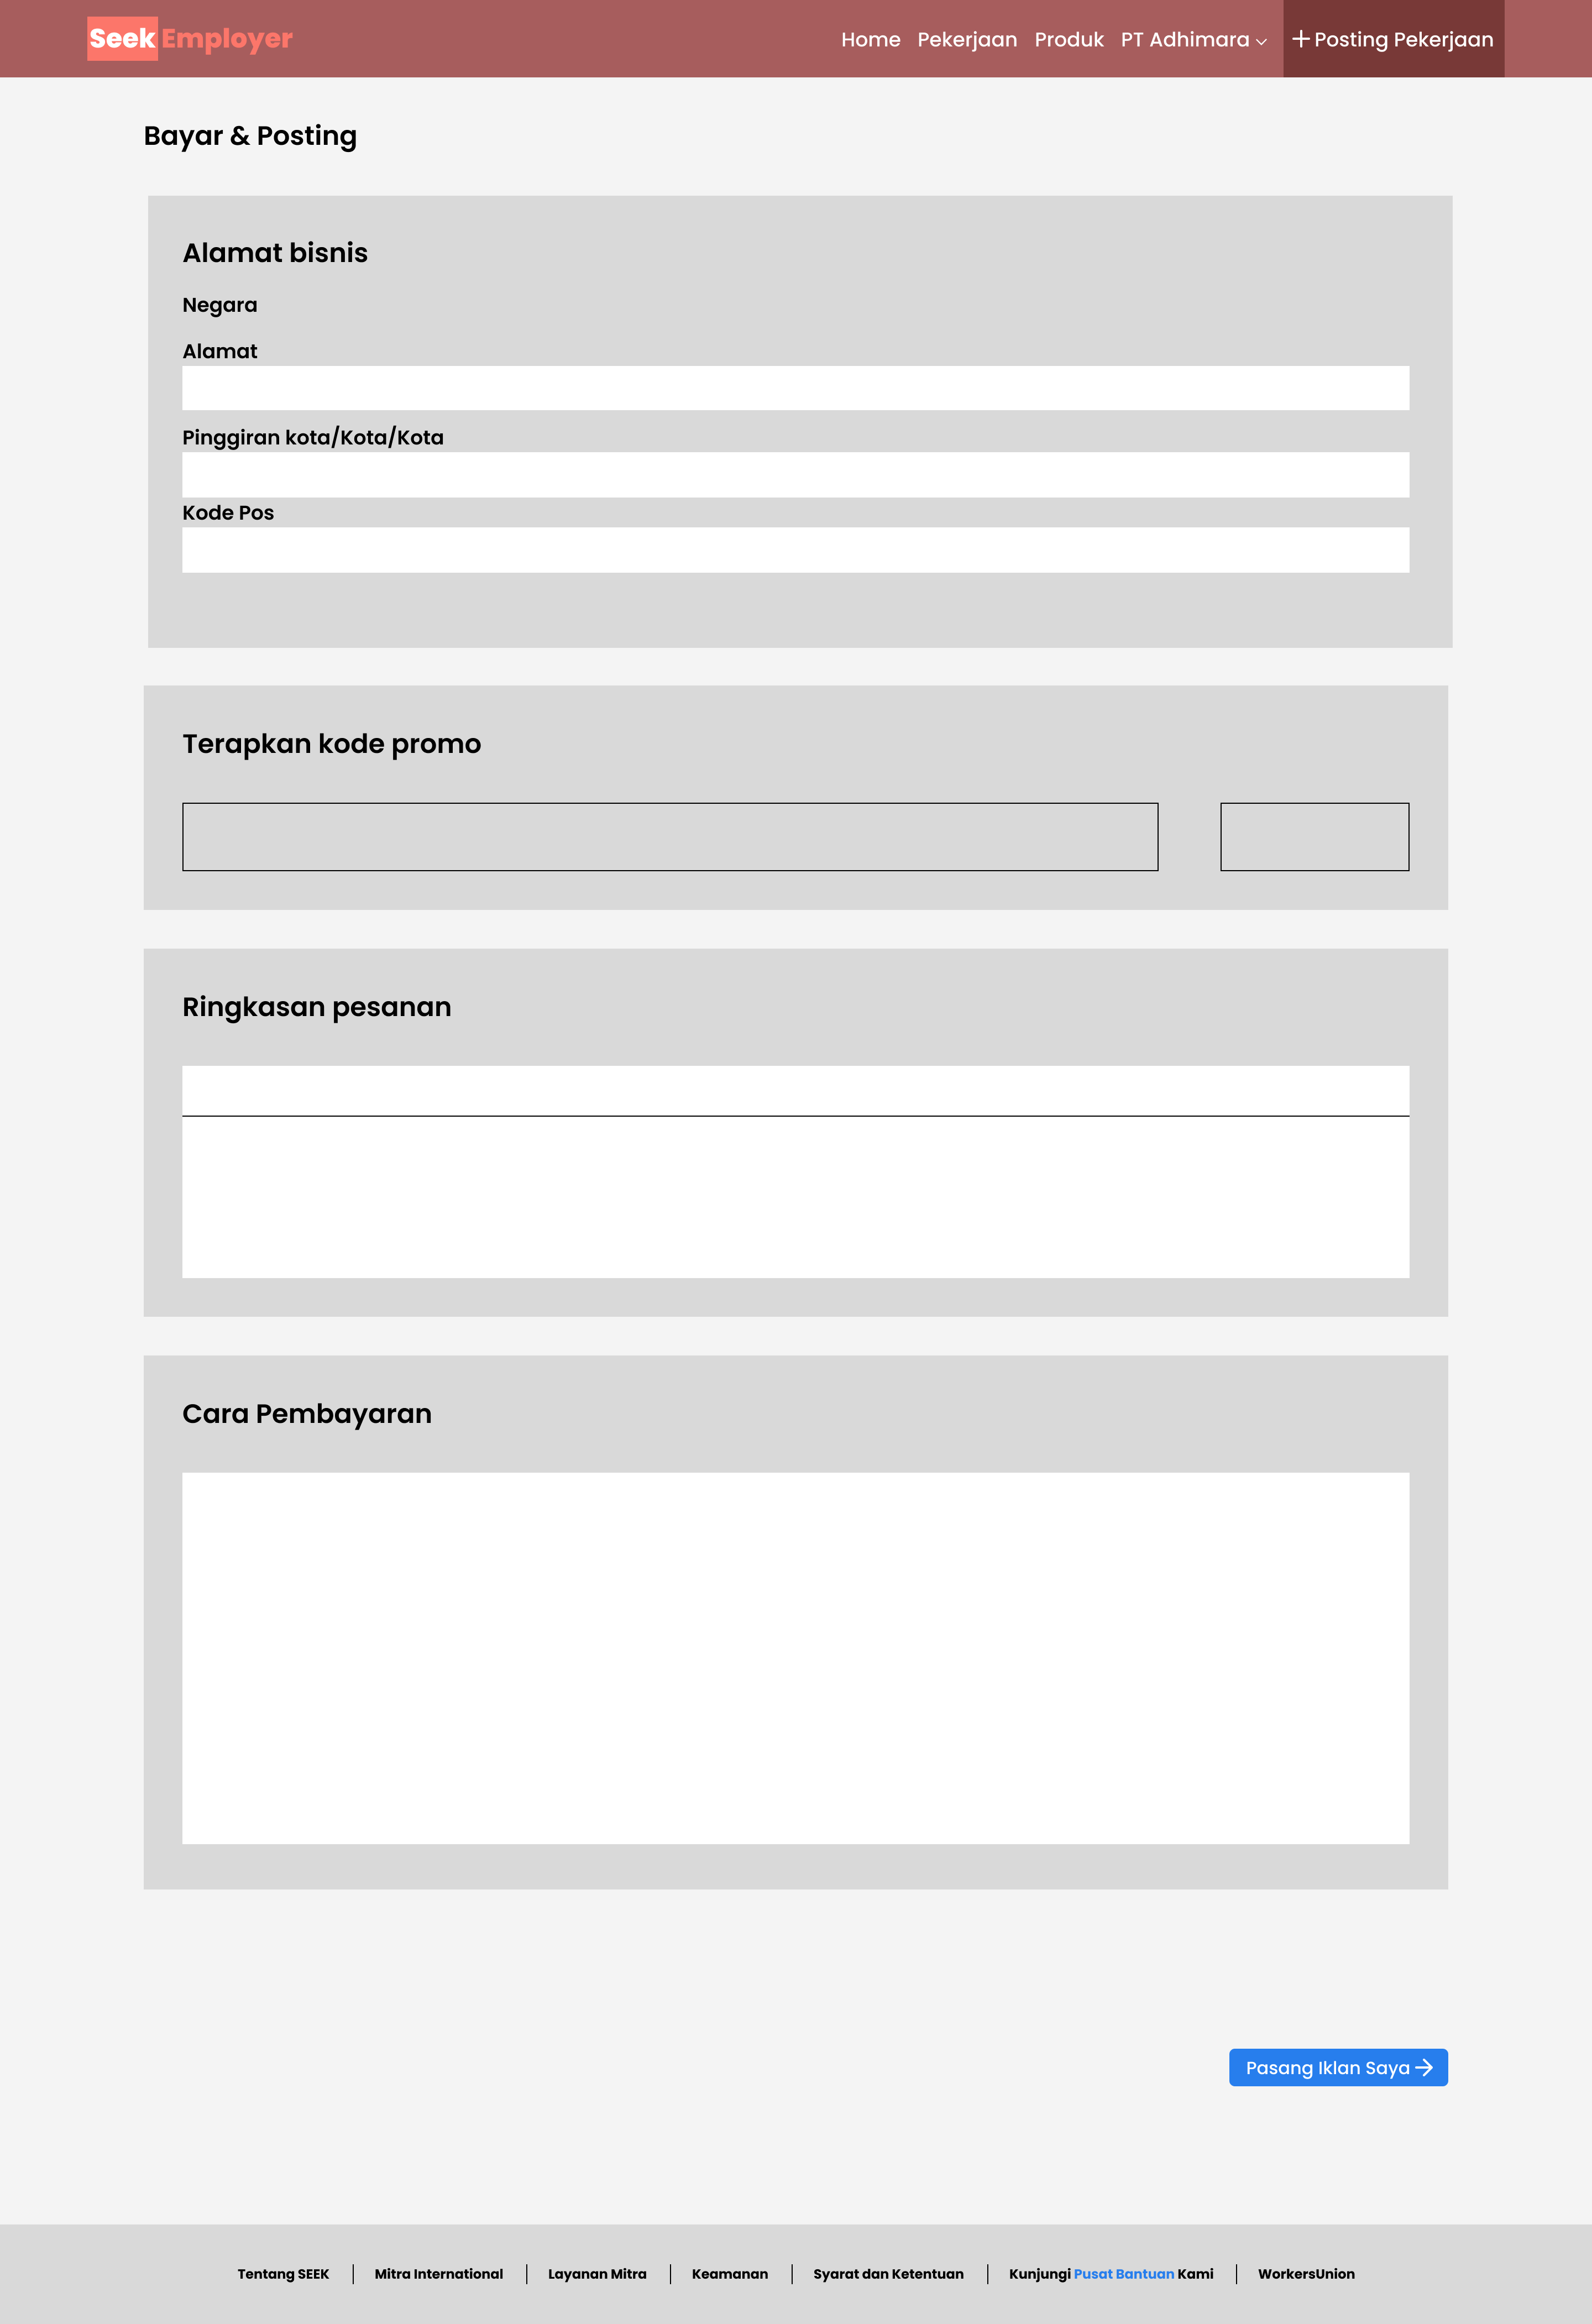 Seek Employer
Home Pekerjaan Produk PT Adhimara Posting Pekerjaan
Bayar & Posting
Alamat bisnis
Negara
Alamat
Pinggiran kota/Kota/Kota
Kode Pos
Terapkan kode promo
Ringkasan pesanan
Cara Pembayaran
Pasang Iklan Saya
Tentang SEEK Mitra International Layanan Mitra Keamanan Syarat dan Ketentuan Kunjungi Pusat Bantuan Kami WorkersUnion